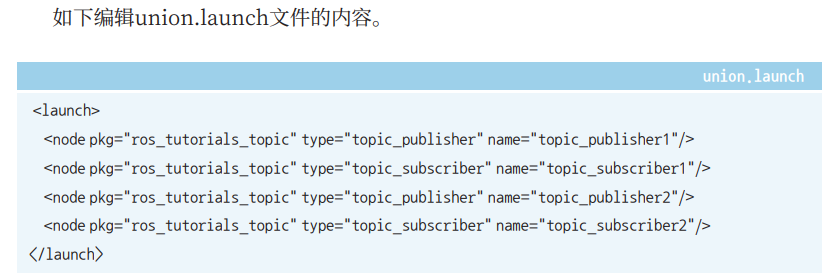 如下编辑union.launch文件的内容。
union.launch
<launch>
<node pkg="ros_tutorials_topic" type="topic_publisher" name="topic_publisher1"/>
<node pkg="ros_tutorials_topic" type="topic_subscriber" name="topic_subscriber1"/>
<node pkg="ros_tutorials_topic" type="topic_publisher" name="topic_publisher2"/>
<node pkg="ros_tutorials_topic" type="topic_subscriber" name="topic_subscriber2"/>
</launch>